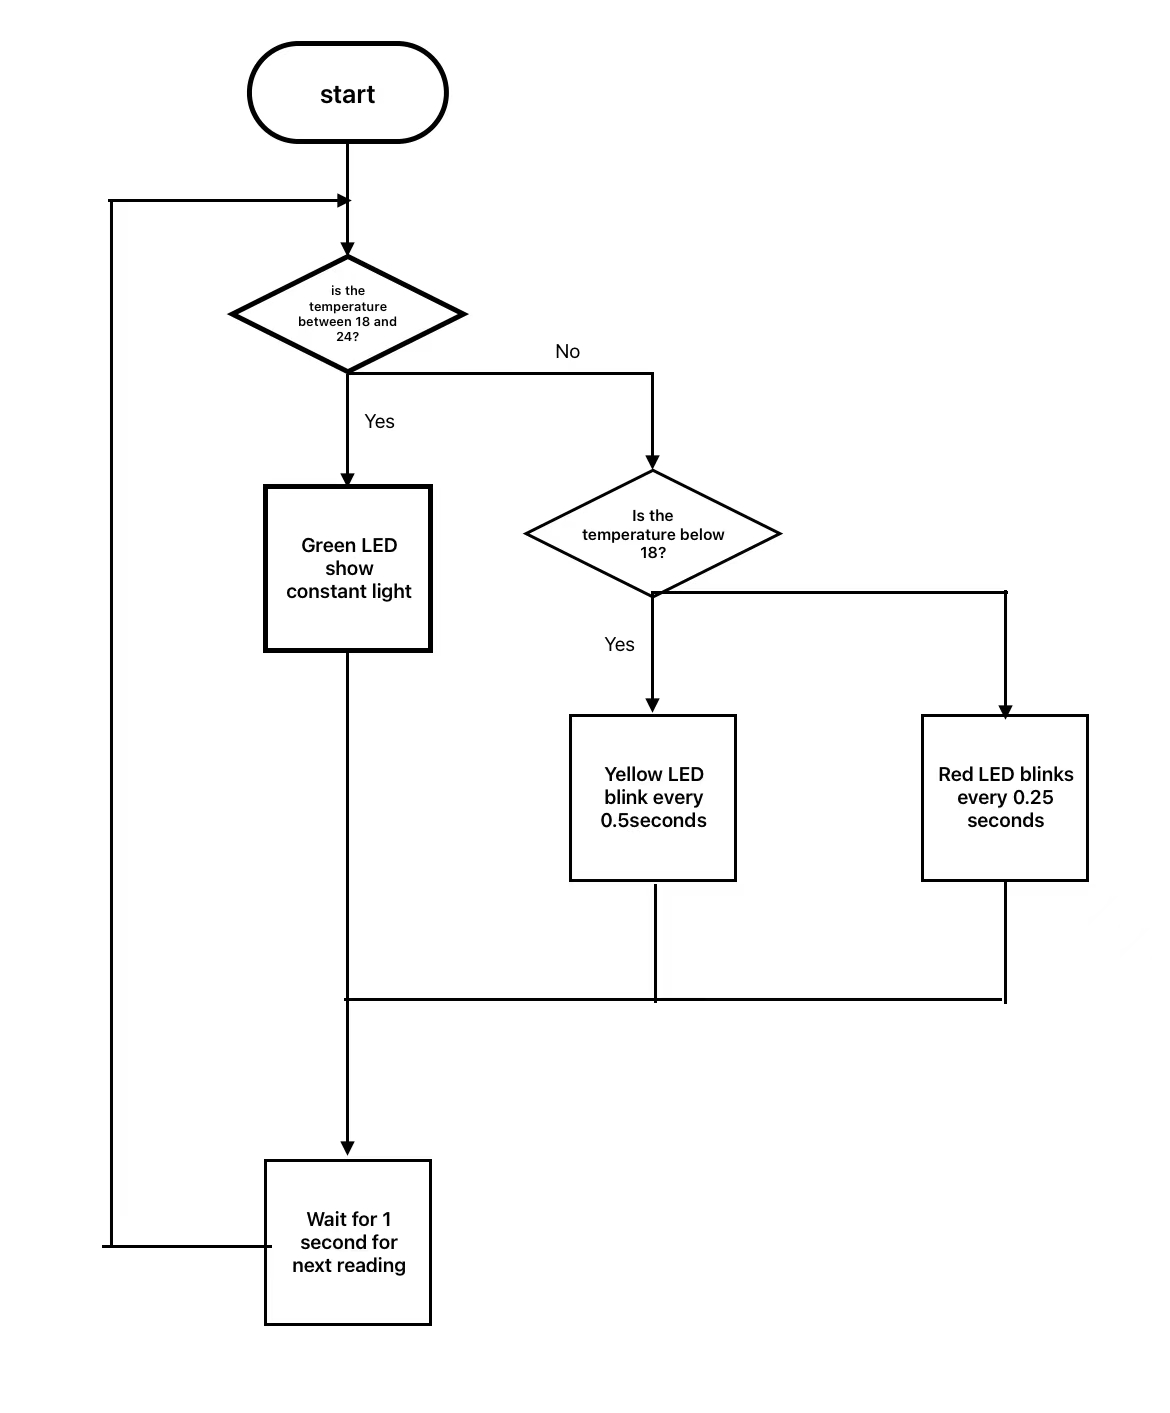 start
is the
temperature
between 18 and
24?
No
Yes
Green LED
show
constant light
Is the
temperature below
18?
Yes
Yellow LED
blink every
0.5seconds
Red LED blinks
every 0.25
seconds
Wait for 1
second for
next reading